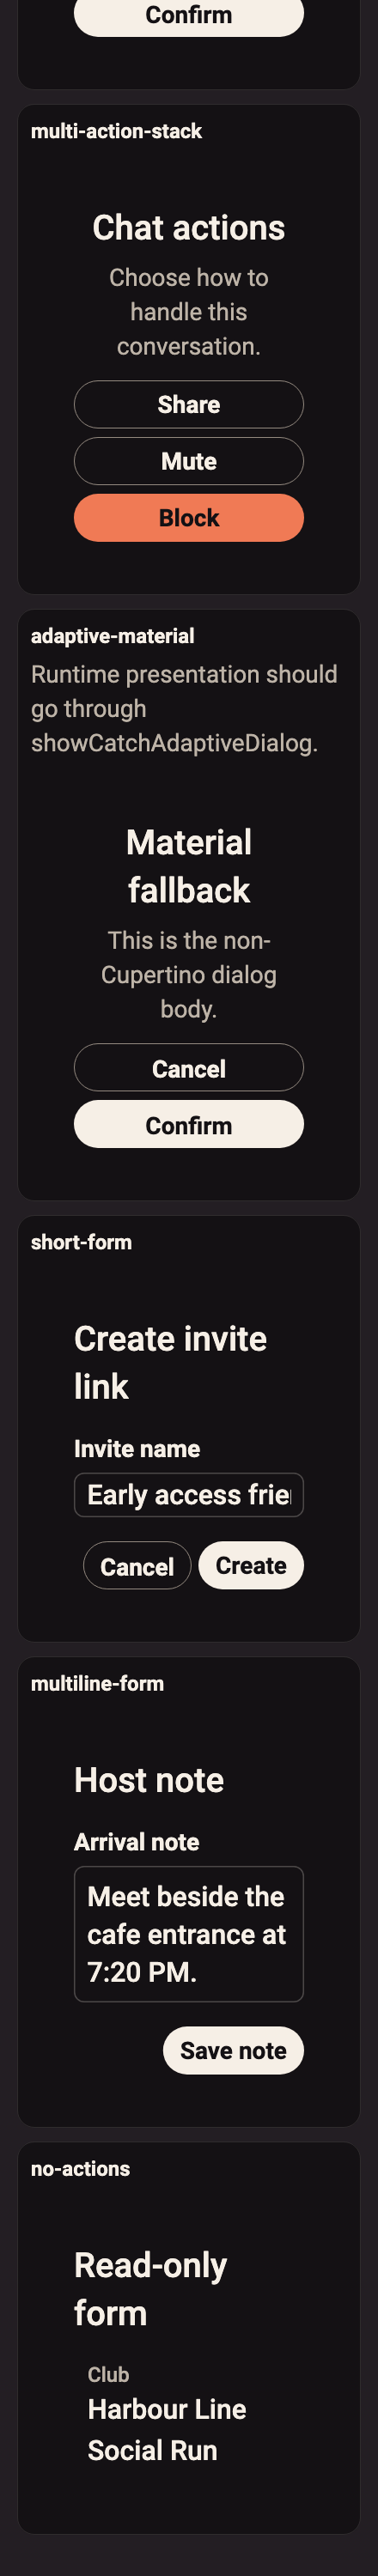 Confirm
multi-action-stack
Chat actions
Choose how to
handle this
conversation.
Share
Mute
Block
adaptive-material
Runtime presentation should
go through
showCatchAdaptiveDialog.
Material
fallback
This is the non-
Cupertino dialog
body.
Cancel
Confirm
short-form
Create invite
link
Invite name
Early access frie
Cancel Create
multiline-form
Host note
Arrival note
Meet beside the
cafe entrance at
7:20 PM.
Save note
no-actions
Read-only
form
Club
Harbour Line
Social Run